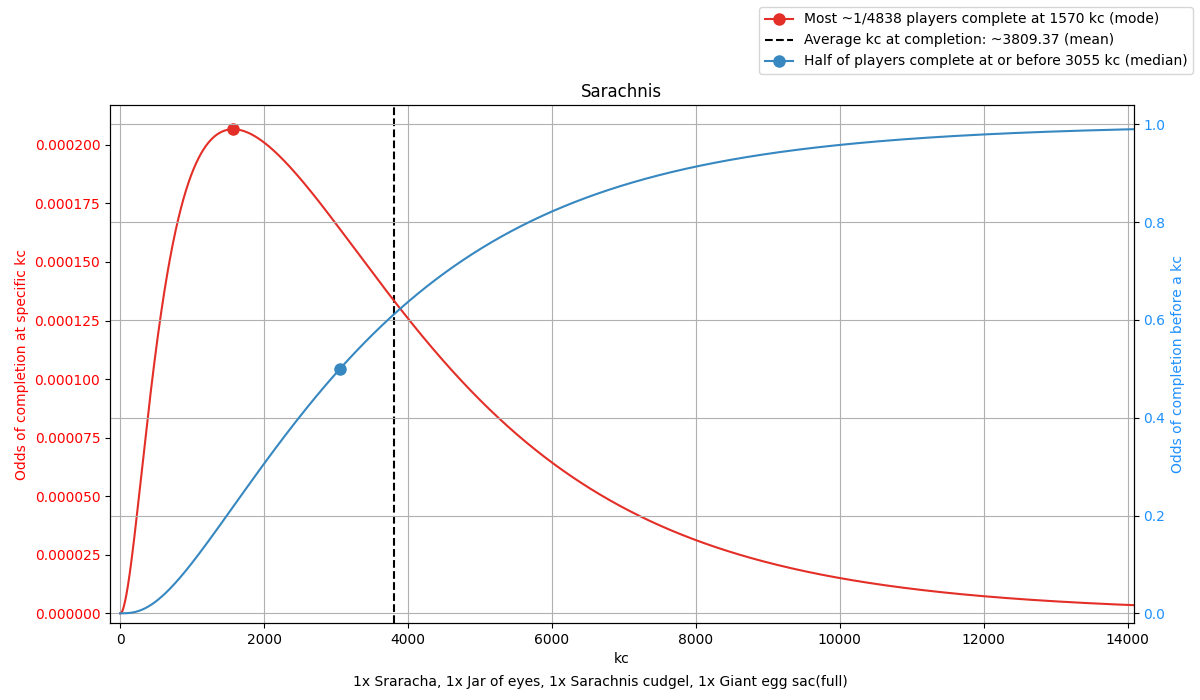 Most ~1/4838 players complete at 1570 kc (mode)
Average kc at completion: ~3809.37 (mean)
Half of players complete at or before 3055 kc (median)
Sarachnis
0.000200
0.000175
0.000150
0.000125
0.000100
0.000075
0.000050
0.000025
0.000000
Odds of completion at specific kc
1.0
0.8
0.6
0.4
0.2
0.0
Odds of completion before a kc
0 2000 4000 6000 8000 10000 12000 14000
kc
1x Sraracha, 1x Jar of eyes, 1x Sarachnis cudgel, 1x Giant egg sac(full)